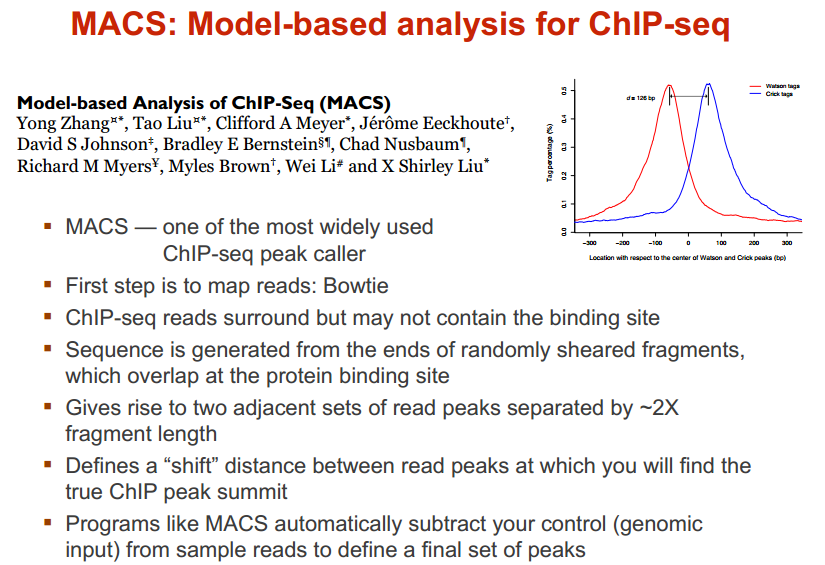 MACS: Model-based analysis for ChIP-seq
Model-based Analysis of ChIP-Seq (MACS)
Yong Zhang¤*, Tao Liu¤*, Clifford A Meyer*, Jérôme Eeckhoute†,
David S Johnson‡, Bradley E Bernstein§¶, Chad Nusbaum¶,
Richard M Myers¥, Myles Brown†, Wei Li# and X Shirley Liu*
d = 126 bp
Watson tags
Crick tags
Tag percentage (%)
0.5
0.4
0.3
0.2
0.1
0.0
−300 −200 −100 0 100 200 300
Location with respect to the center of Watson and Crick peaks (bp)
▪ MACS — one of the most widely used
ChIP-seq peak caller
▪ First step is to map reads: Bowtie
▪ ChIP-seq reads surround but may not contain the binding site
▪ Sequence is generated from the ends of randomly sheared fragments,
which overlap at the protein binding site
▪ Gives rise to two adjacent sets of read peaks separated by ~2X
fragment length
▪ Defines a “shift” distance between read peaks at which you will find the
true ChIP peak summit
▪ Programs like MACS automatically subtract your control (genomic
input) from sample reads to define a final set of peaks